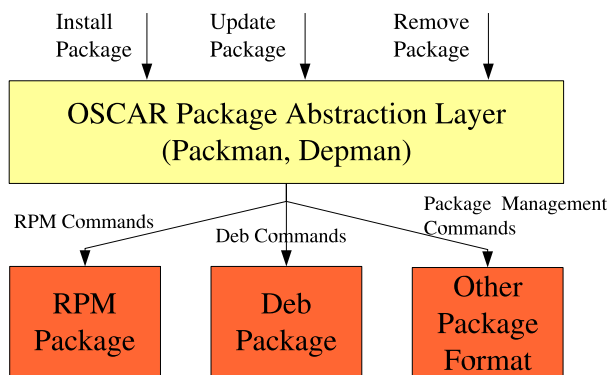 Install
Package
Update
Package
Remove
Package
OSCAR Package Abstraction Layer
(Packman, Depman)
RPM Commands
Deb Commands
Package Management
Commands
RPM
Package
Deb
Package
Other
Package
Format